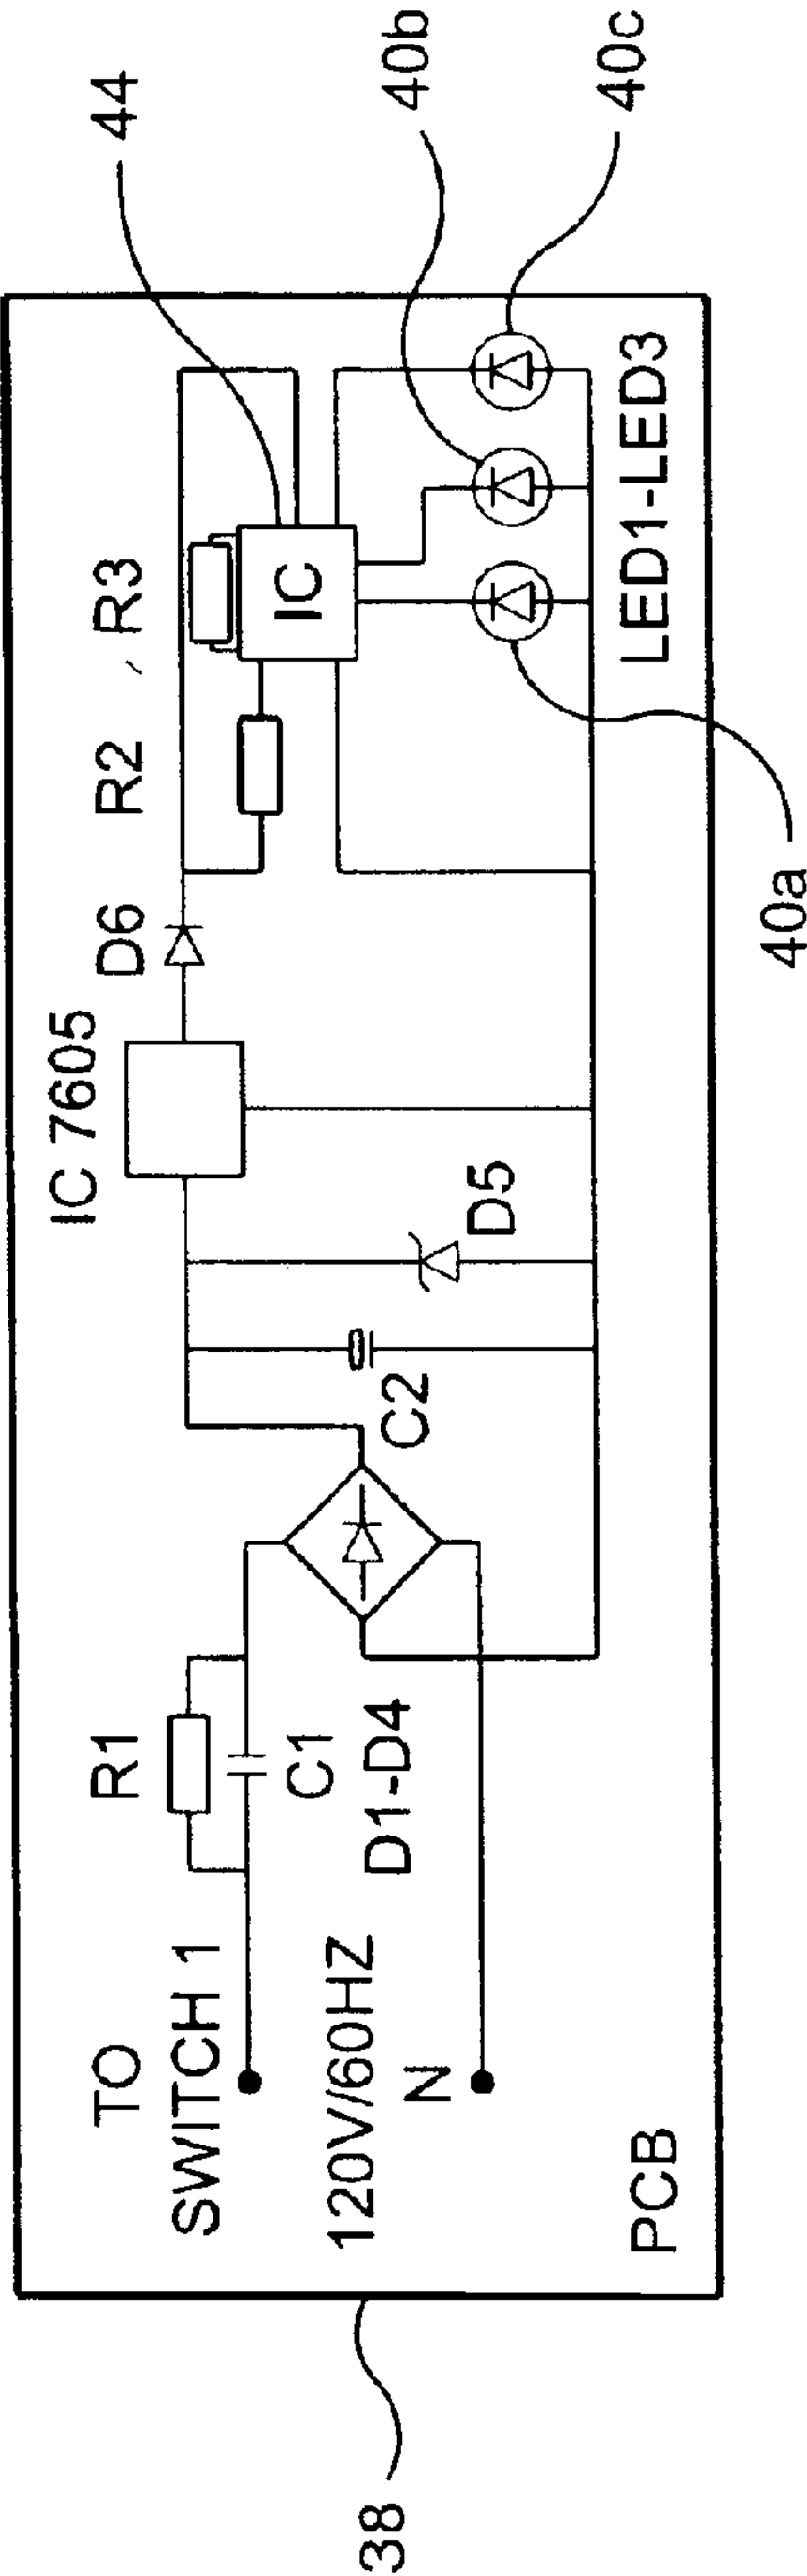 38
TO
SWITCH 1
120V/60HZ
N
PCB
R1
C1
D1-D4
C2
D5
IC 7605
D6
R2
R3
IC
LED1-LED3
44
40a
40b
40c